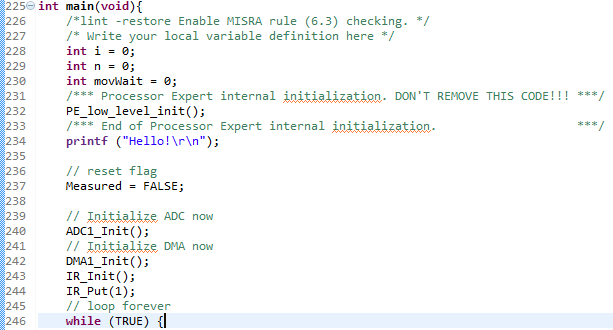 225 int main(void){
226     /*lint -restore Enable MISRA rule (6.3) checking. */
227     /* Write your local variable definition here */
228     int i = 0;
229     int n = 0;
230     int movWait = 0;
231     /*** Processor Expert internal initialization. DON'T REMOVE THIS CODE!!! ***/
232     PE_low_level_init();
233     /*** End of Processor Expert internal initialization.                    ***/
234     printf ("Hello!\r\n");
235
236     // reset flag
237     Measured = FALSE;
238
239     // Initialize ADC now
240     ADC1_Init();
241     // Initialize DMA now
242     DMA1_Init();
243     IR_Init();
244     IR_Put(1);
245     // loop forever
246     while (TRUE) {